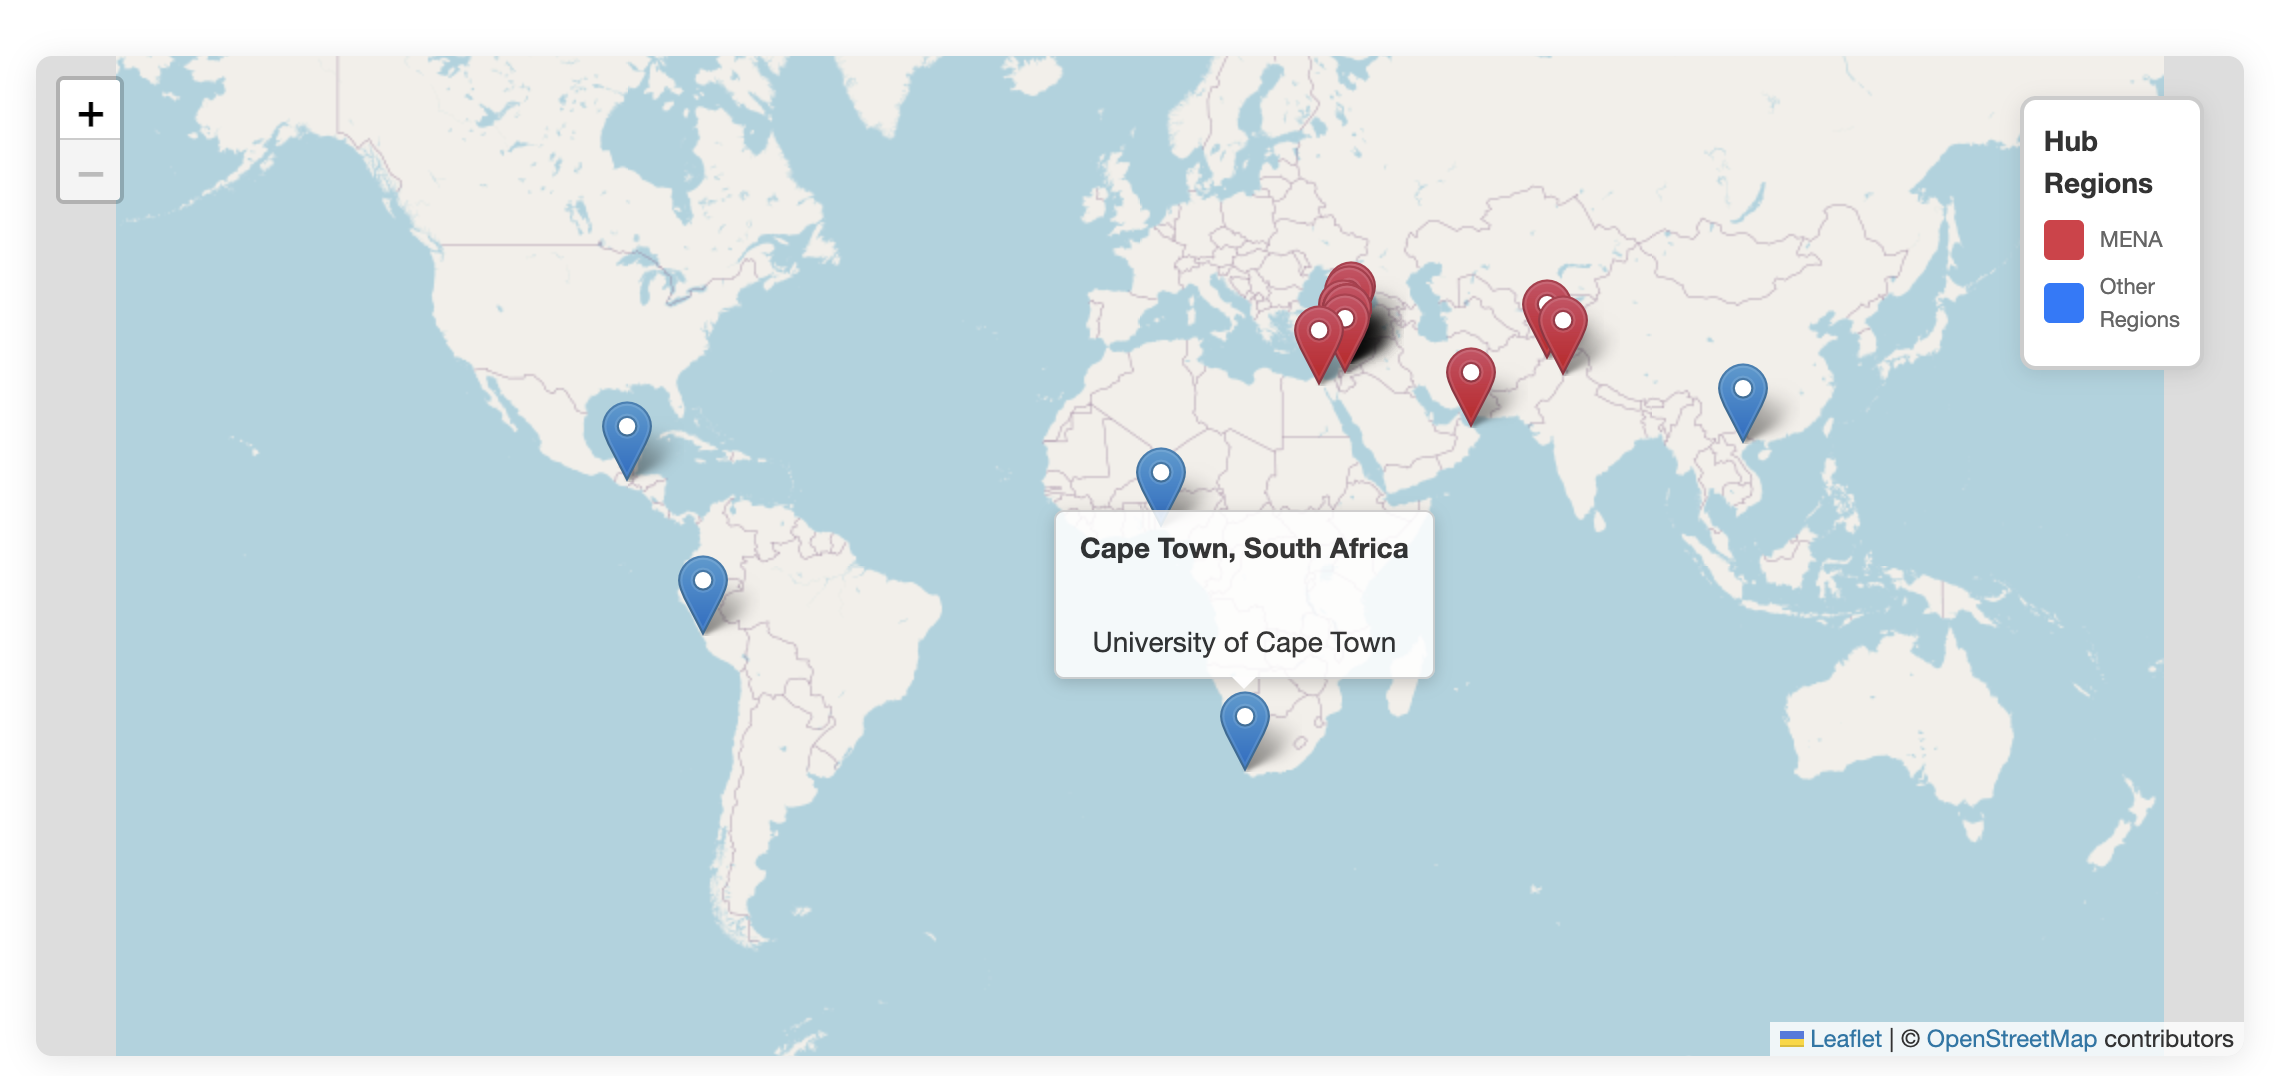 +
−
Hub
Regions
MENA
Other
Regions
Cape Town, South Africa
University of Cape Town
Leaflet | © OpenStreetMap contributors